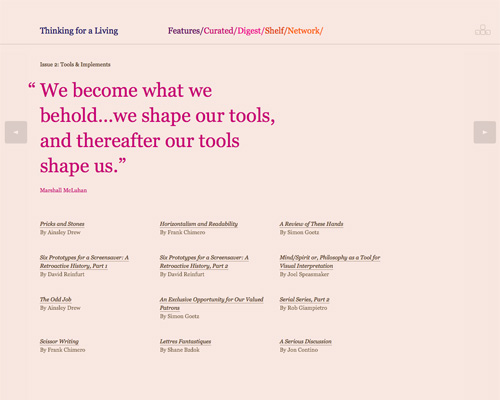 Thinking for a Living
Features/Curated/Digest/Shelf/Network/
Issue 2: Tools & Implements
“ We become what we
behold...we shape our tools,
and thereafter our tools
shape us.”
Marshall McLuhan
Pricks and Stones
By Ainsley Drew
Horizontalism and Readability
By Frank Chimero
A Review of These Hands
By Simon Goetz
Six Prototypes for a Screensaver: A
Retroactive History, Part 1
By David Reinfurt
Six Prototypes for a Screensaver: A
Retroactive History, Part 2
By David Reinfurt
Mind/Spirit or, Philosophy as a Tool for
Visual Interpretation
By Joel Speasmaker
The Odd Job
By Ainsley Drew
An Exclusive Opportunity for Our Valued
Patrons
By Simon Goetz
Serial Series, Part 2
By Rob Giampietro
Scissor Writing
By Frank Chimero
Lettres Fantastiques
By Shane Bzdok
A Serious Discussion
By Jon Contino